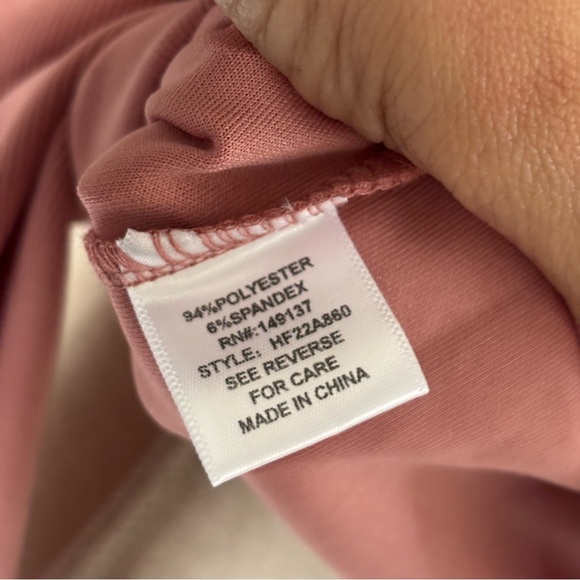 94%POLYESTER
6%SPANDEX
RN#:149137
STYLE: HF22A860
SEE REVERSE
FOR CARE
MADE IN CHINA